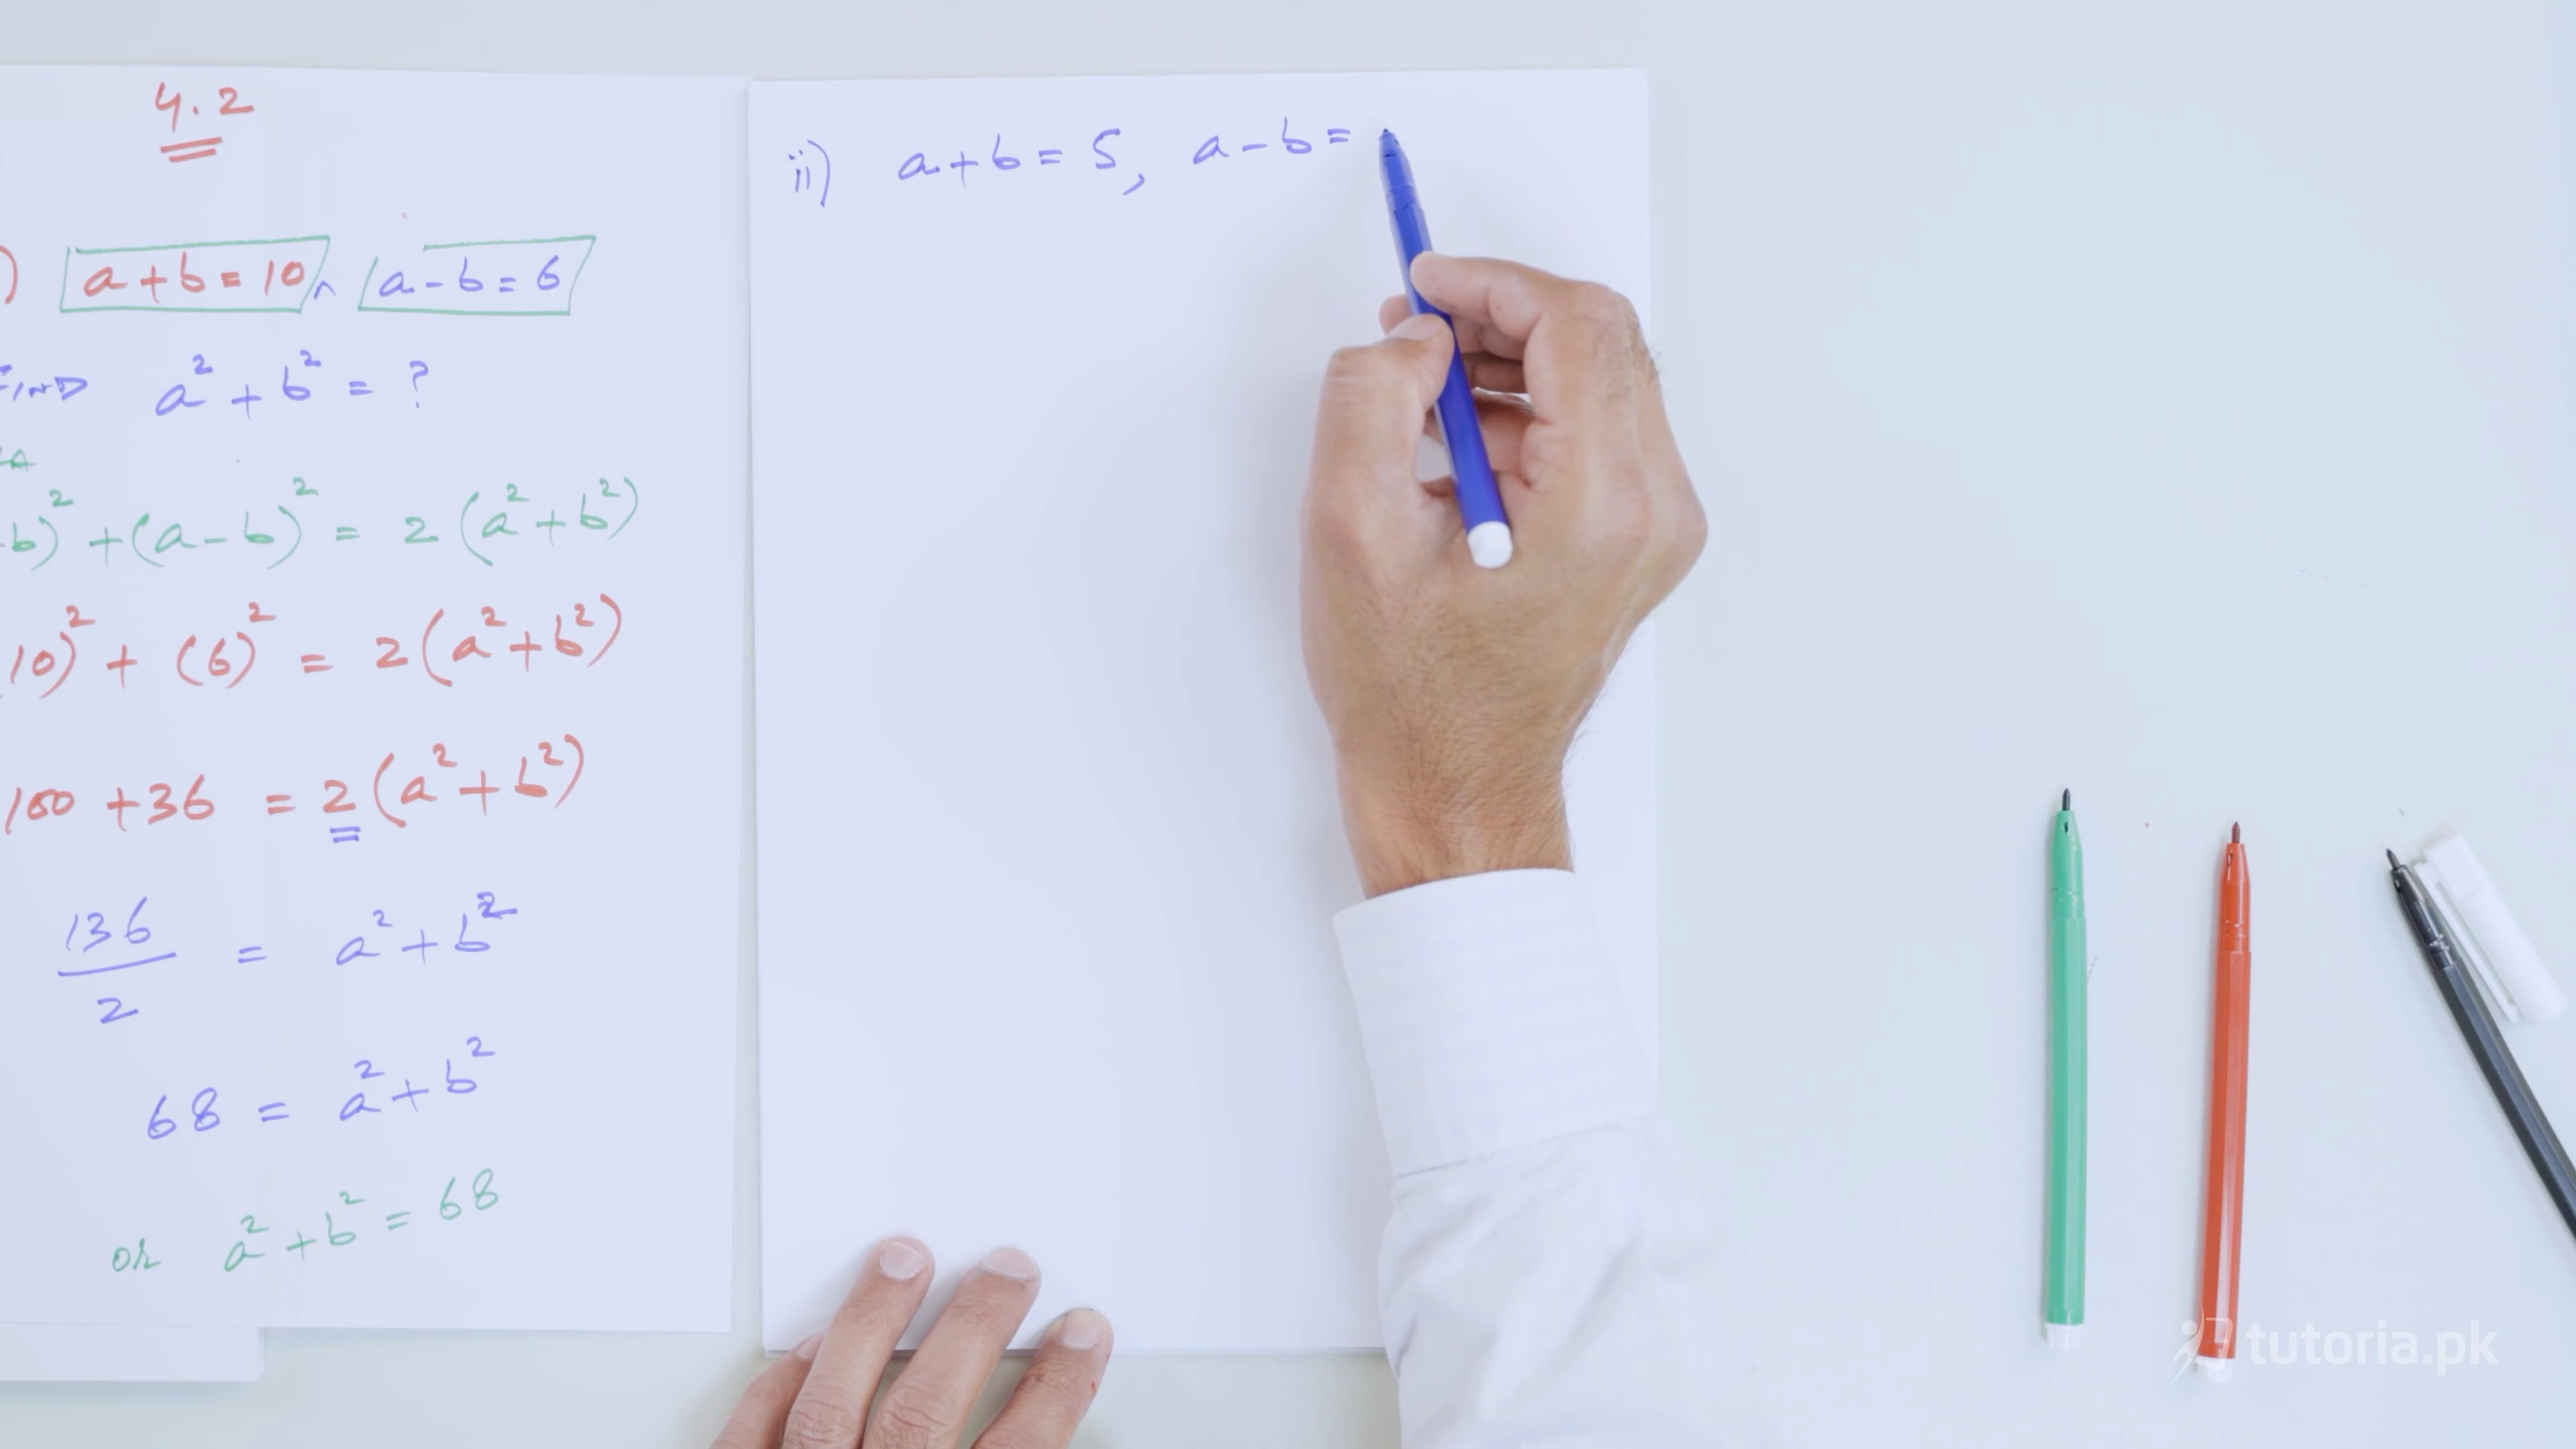 4.2
) a+b=10, a-b=6
FIND a²+b²=?
LA
-b)²+(a-b)²=2(a²+b²)
10)²+(6)²=2(a²+b²)
100+36=2(a²+b²)
136/2=a²+b²
68=a²+b²
or a²+b²=68
ii) a+b=5, a-b=
tutoria.pk